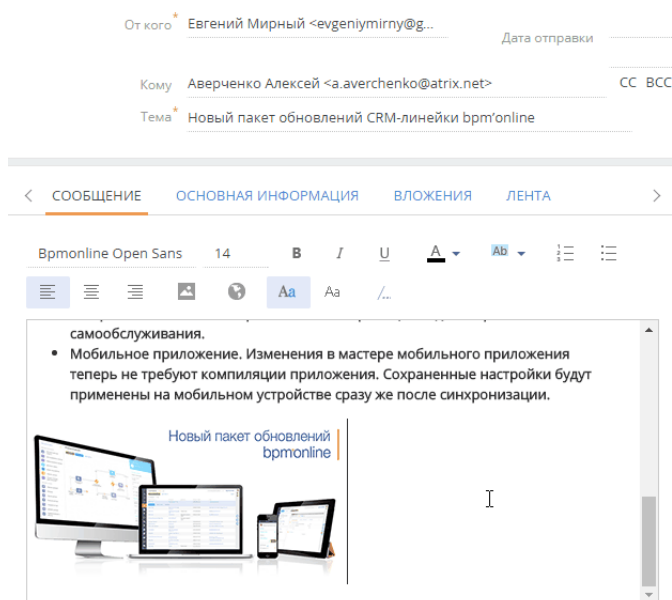 От кого* Евгений Мирный <evgeniymirny@g...
Дата отправки
Кому Аверченко Алексей <a.averchenko@atrix.net> CC BCC
Тема* Новый пакет обновлений CRM-линейки bpm’online
СООБЩЕНИЕ ОСНОВНАЯ ИНФОРМАЦИЯ ВЛОЖЕНИЯ ЛЕНТА
Bpmonline Open Sans 14 B I U A Ab
Aa Aa
самообслуживания.
• Мобильное приложение. Изменения в мастере мобильного приложения
теперь не требуют компиляции приложения. Сохраненные настройки будут
применены на мобильном устройстве сразу же после синхронизации.
Новый пакет обновлений
bpmonline